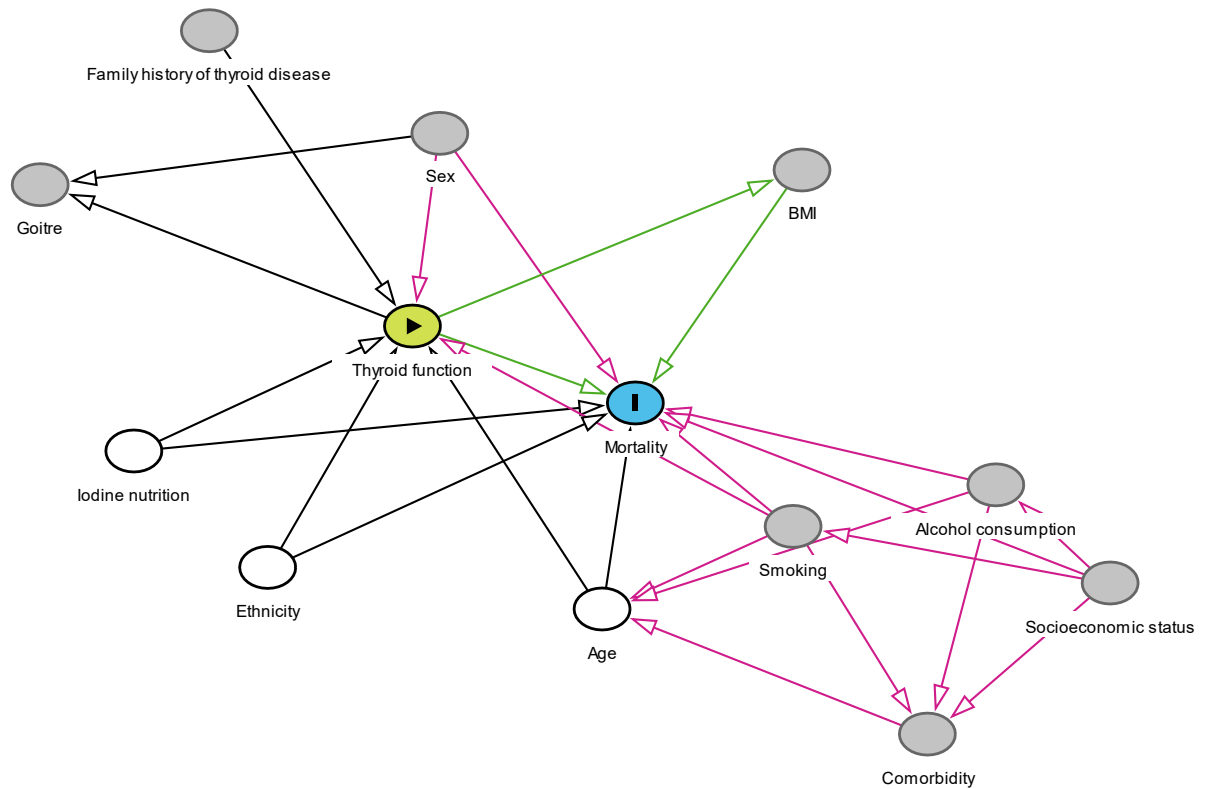 Family history of thyroid disease
Sex
Goitre
BMI
Thyroid function
Mortality
Iodine nutrition
Alcohol consumption
Smoking
Ethnicity
Socioeconomic status
Age
Comorbidity